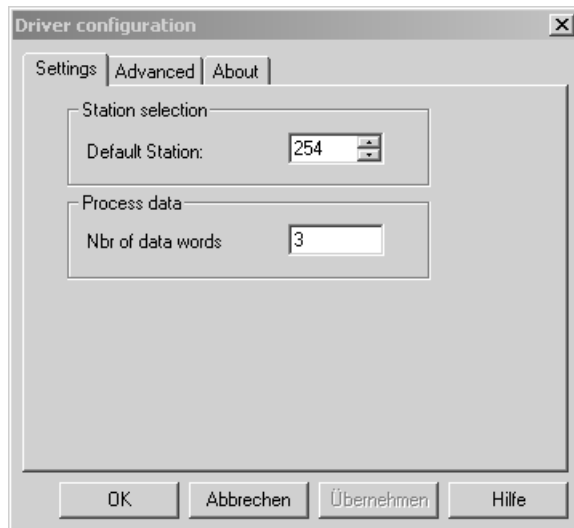 Driver configuration
Settings Advanced About
Station selection
Default Station: 254
Process data
Nbr of data words 3
OK Abbrechen Übernehmen Hilfe